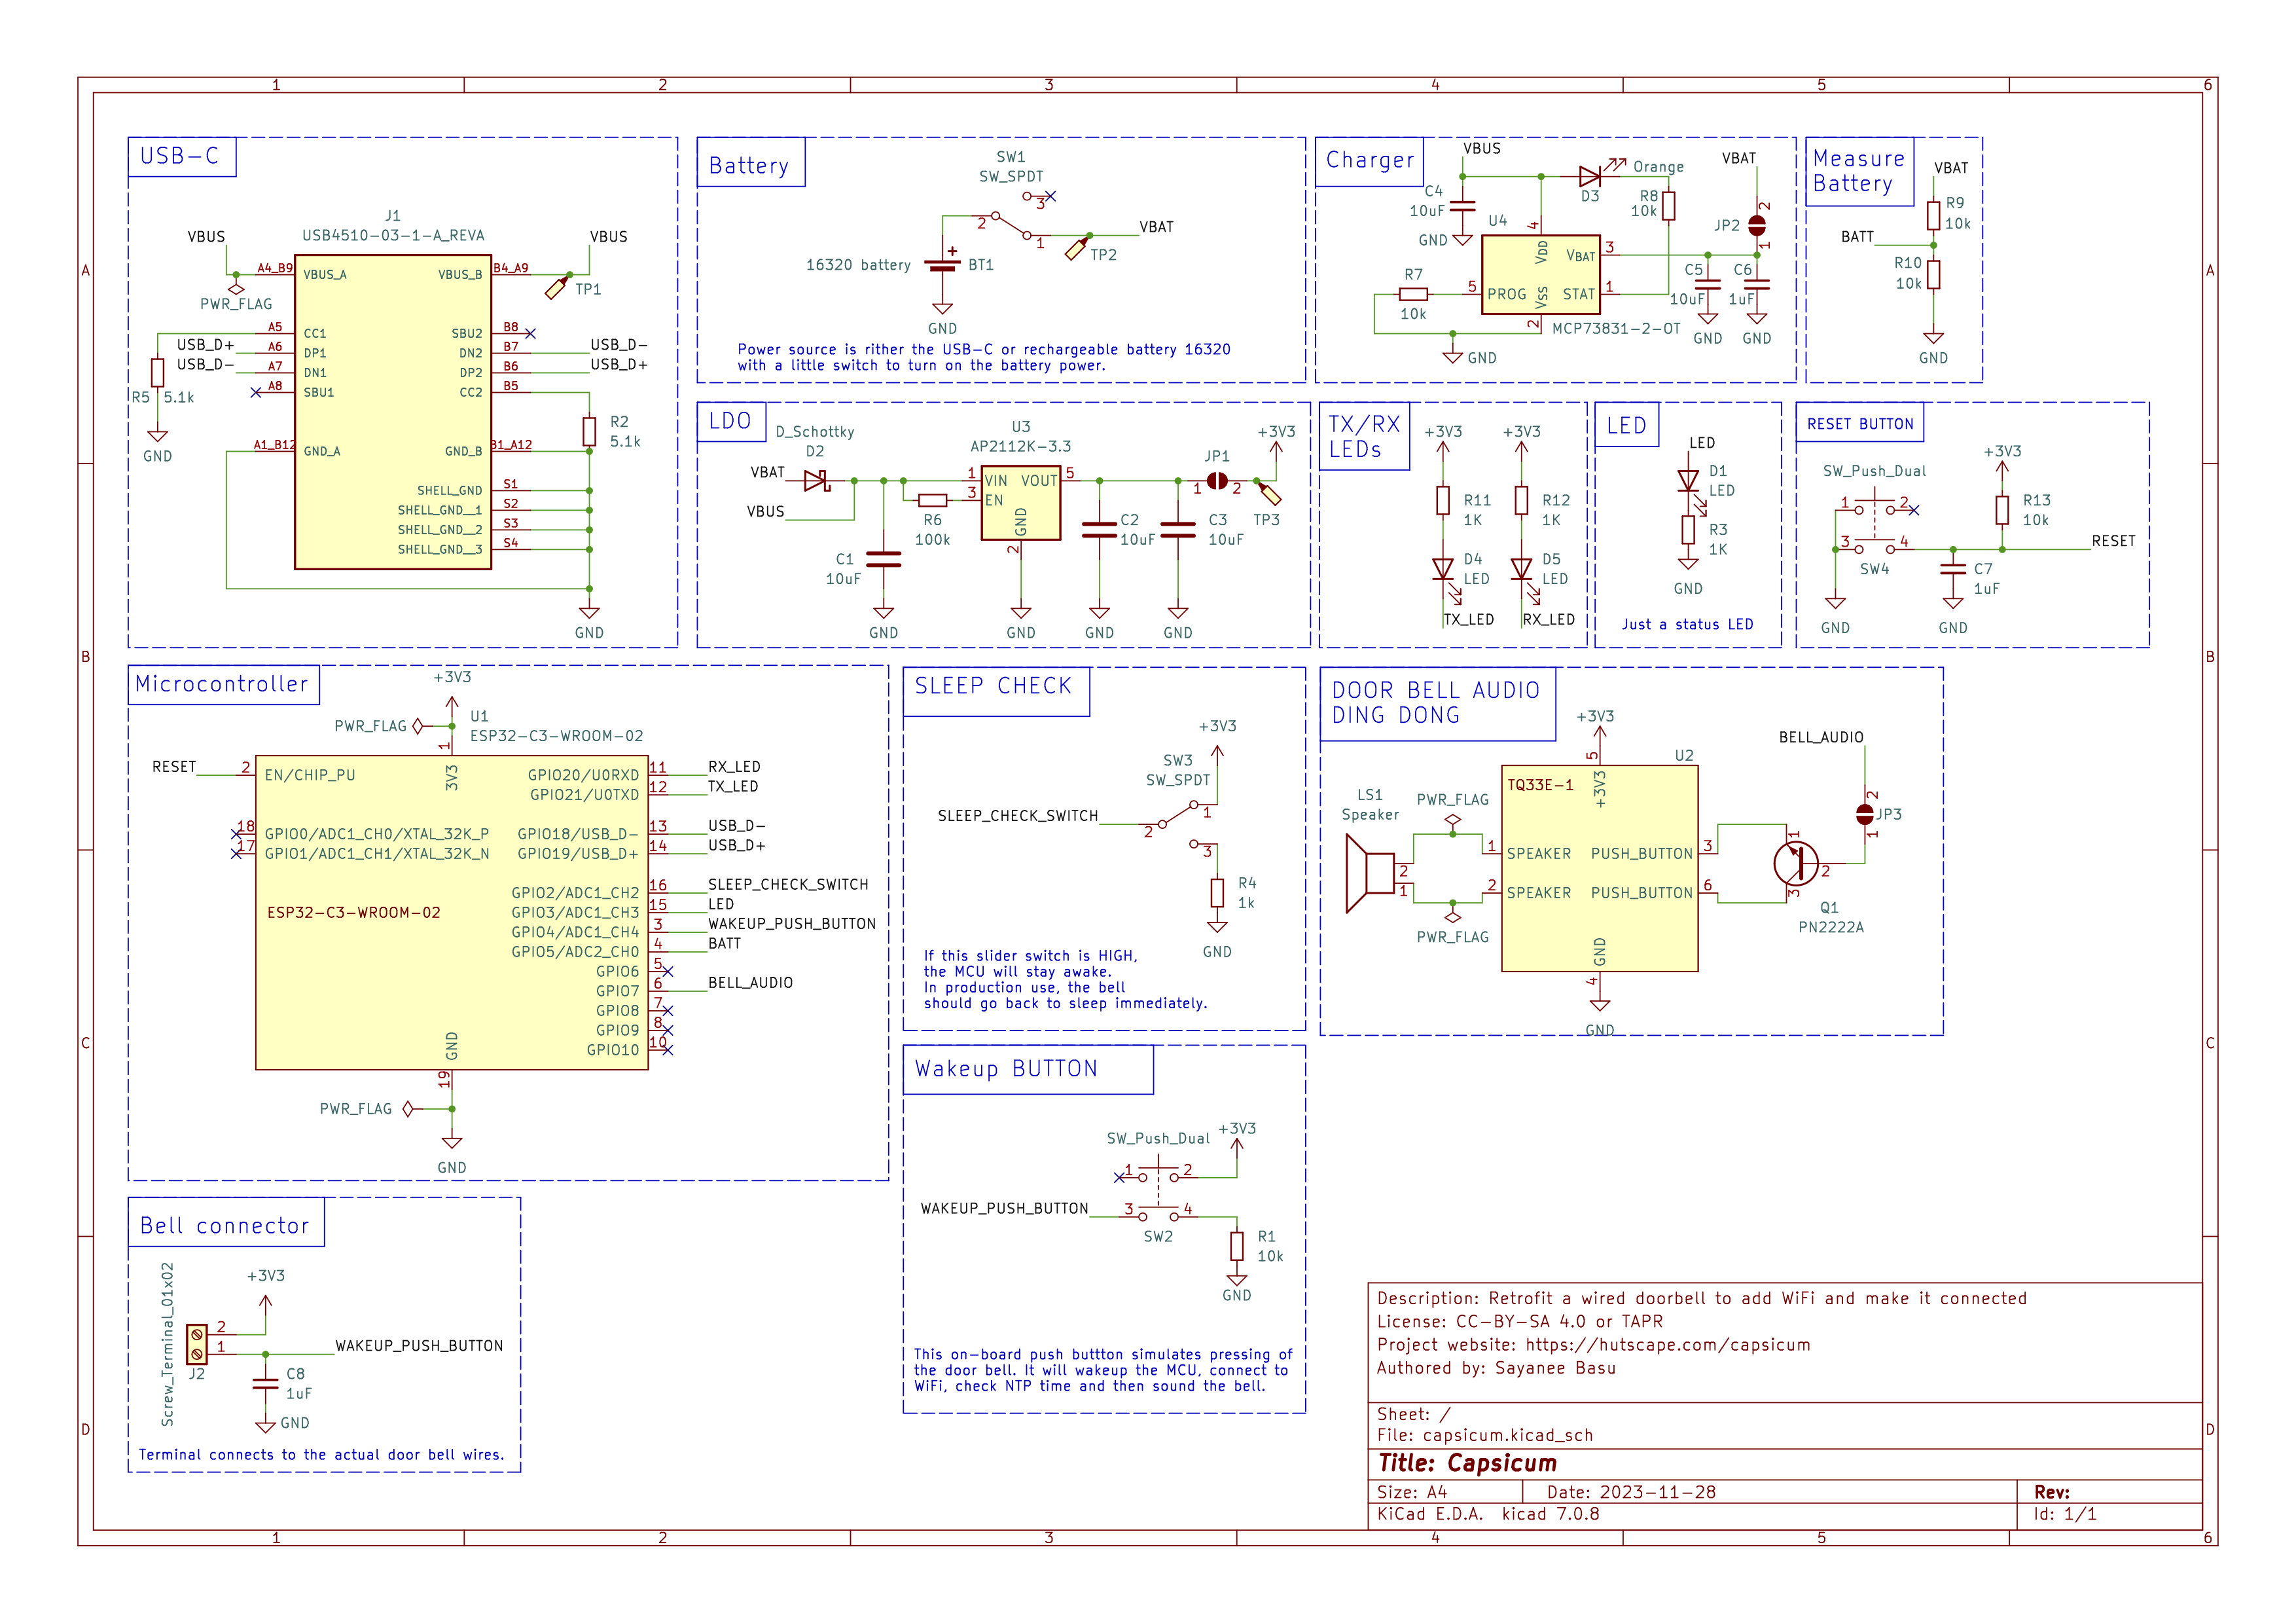 1 2 3 4 5 6
A
B
C
D
USB-C
J1
USB4510-03-1-A_REVA
VBUS
VBUS
A4_B9 VBUS_A VBUS_B B4_A9
PWR_FLAG
TP1
A5 CC1 SBU2 B8
USB_D+ A6 DP1 DN2 B7 USB_D-
USB_D- A7 DN1 DP2 B6 USB_D+
A8 SBU1 CC2 B5
R5 5.1k
R2
5.1k
A1_B12 GND_A GND_B B1_A12
GND
SHELL_GND S1
SHELL_GND__1 S2
SHELL_GND__2 S3
SHELL_GND__3 S4
GND
Battery
SW1
SW_SPDT
3
2
1
VBAT
TP2
16320 battery
+
BT1
GND
Power source is rither the USB-C or rechargeable battery 16320
with a little switch to turn on the battery power.
Charger
VBUS
C4
10uF
GND
D3
Orange
R8
10k
VBAT
JP2
2
1
U4
4
VDD
VBAT 3
5 PROG
STAT 1
VSS
2
MCP73831-2-OT
R7
10k
GND
C5
10uF
GND
C6
1uF
GND
Measure
Battery
VBAT
R9
10k
BATT
R10
10k
GND
LDO
D_Schottky
D2
VBAT
VBUS
U3
AP2112K-3.3
1 VIN VOUT 5
3 EN
GND
2
R6
100k
C1
10uF
C2
10uF
C3
10uF
JP1
1 2
+3V3
TP3
GND
GND
GND
GND
TX/RX
LEDs
+3V3
+3V3
R11
1K
R12
1K
D4
LED
D5
LED
TX_LED
RX_LED
LED
LED
D1
LED
R3
1K
GND
Just a status LED
RESET BUTTON
SW_Push_Dual
1 2
3 4
SW4
+3V3
R13
10k
RESET
C7
1uF
GND
GND
Microcontroller
+3V3
PWR_FLAG
U1
ESP32-C3-WROOM-02
1
3V3
RESET 2 EN/CHIP_PU
GPIO20/U0RXD 11 RX_LED
GPIO21/U0TXD 12 TX_LED
18 GPIO0/ADC1_CH0/XTAL_32K_P
GPIO18/USB_D- 13 USB_D-
17 GPIO1/ADC1_CH1/XTAL_32K_N
GPIO19/USB_D+ 14 USB_D+
GPIO2/ADC1_CH2 16 SLEEP_CHECK_SWITCH
ESP32-C3-WROOM-02
GPIO3/ADC1_CH3 15 LED
GPIO4/ADC1_CH4 3 WAKEUP_PUSH_BUTTON
GPIO5/ADC2_CH0 4 BATT
GPIO6 5
GPIO7 6 BELL_AUDIO
GPIO8 7
GPIO9 8
GPIO10 10
GND
19
PWR_FLAG
GND
SLEEP CHECK
+3V3
SW3
SW_SPDT
SLEEP_CHECK_SWITCH
2
1
3
R4
1k
GND
If this slider switch is HIGH,
the MCU will stay awake.
In production use, the bell
should go back to sleep immediately.
DOOR BELL AUDIO
DING DONG
+3V3
5
U2
BELL_AUDIO
TQ33E-1
+3V3
LS1
Speaker
PWR_FLAG
2
1
1 SPEAKER
2 SPEAKER
PUSH_BUTTON 3
PUSH_BUTTON 6
PWR_FLAG
GND
4
GND
JP3
2
1
1
2
3
Q1
PN2222A
Wakeup BUTTON
SW_Push_Dual
+3V3
1 2
WAKEUP_PUSH_BUTTON
3 4
SW2
R1
10k
GND
This on-board push buttton simulates pressing of
the door bell. It will wakeup the MCU, connect to
WiFi, check NTP time and then sound the bell.
Bell connector
Screw_Terminal_01x02
+3V3
2
1
J2
WAKEUP_PUSH_BUTTON
C8
1uF
GND
Terminal connects to the actual door bell wires.
Description: Retrofit a wired doorbell to add WiFi and make it connected
License: CC-BY-SA 4.0 or TAPR
Project website: https://hutscape.com/capsicum
Authored by: Sayanee Basu
Sheet: /
File: capsicum.kicad_sch
Title: Capsicum
Size: A4 Date: 2023-11-28 Rev:
KiCad E.D.A. kicad 7.0.8 Id: 1/1
A
B
C
D
1 2 3 4 5 6